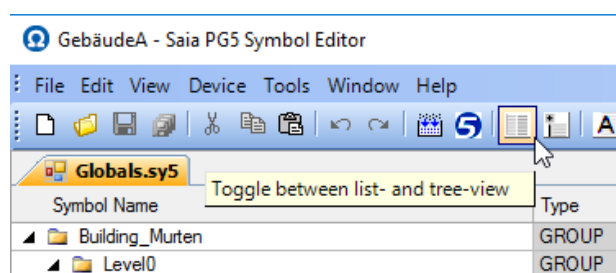 GebäudeA - Saia PG5 Symbol Editor
File Edit View Device Tools Window Help
A
Globals.sy5
Toggle between list- and tree-view
Symbol Name Type
Building_Murten GROUP
Level0 GROUP